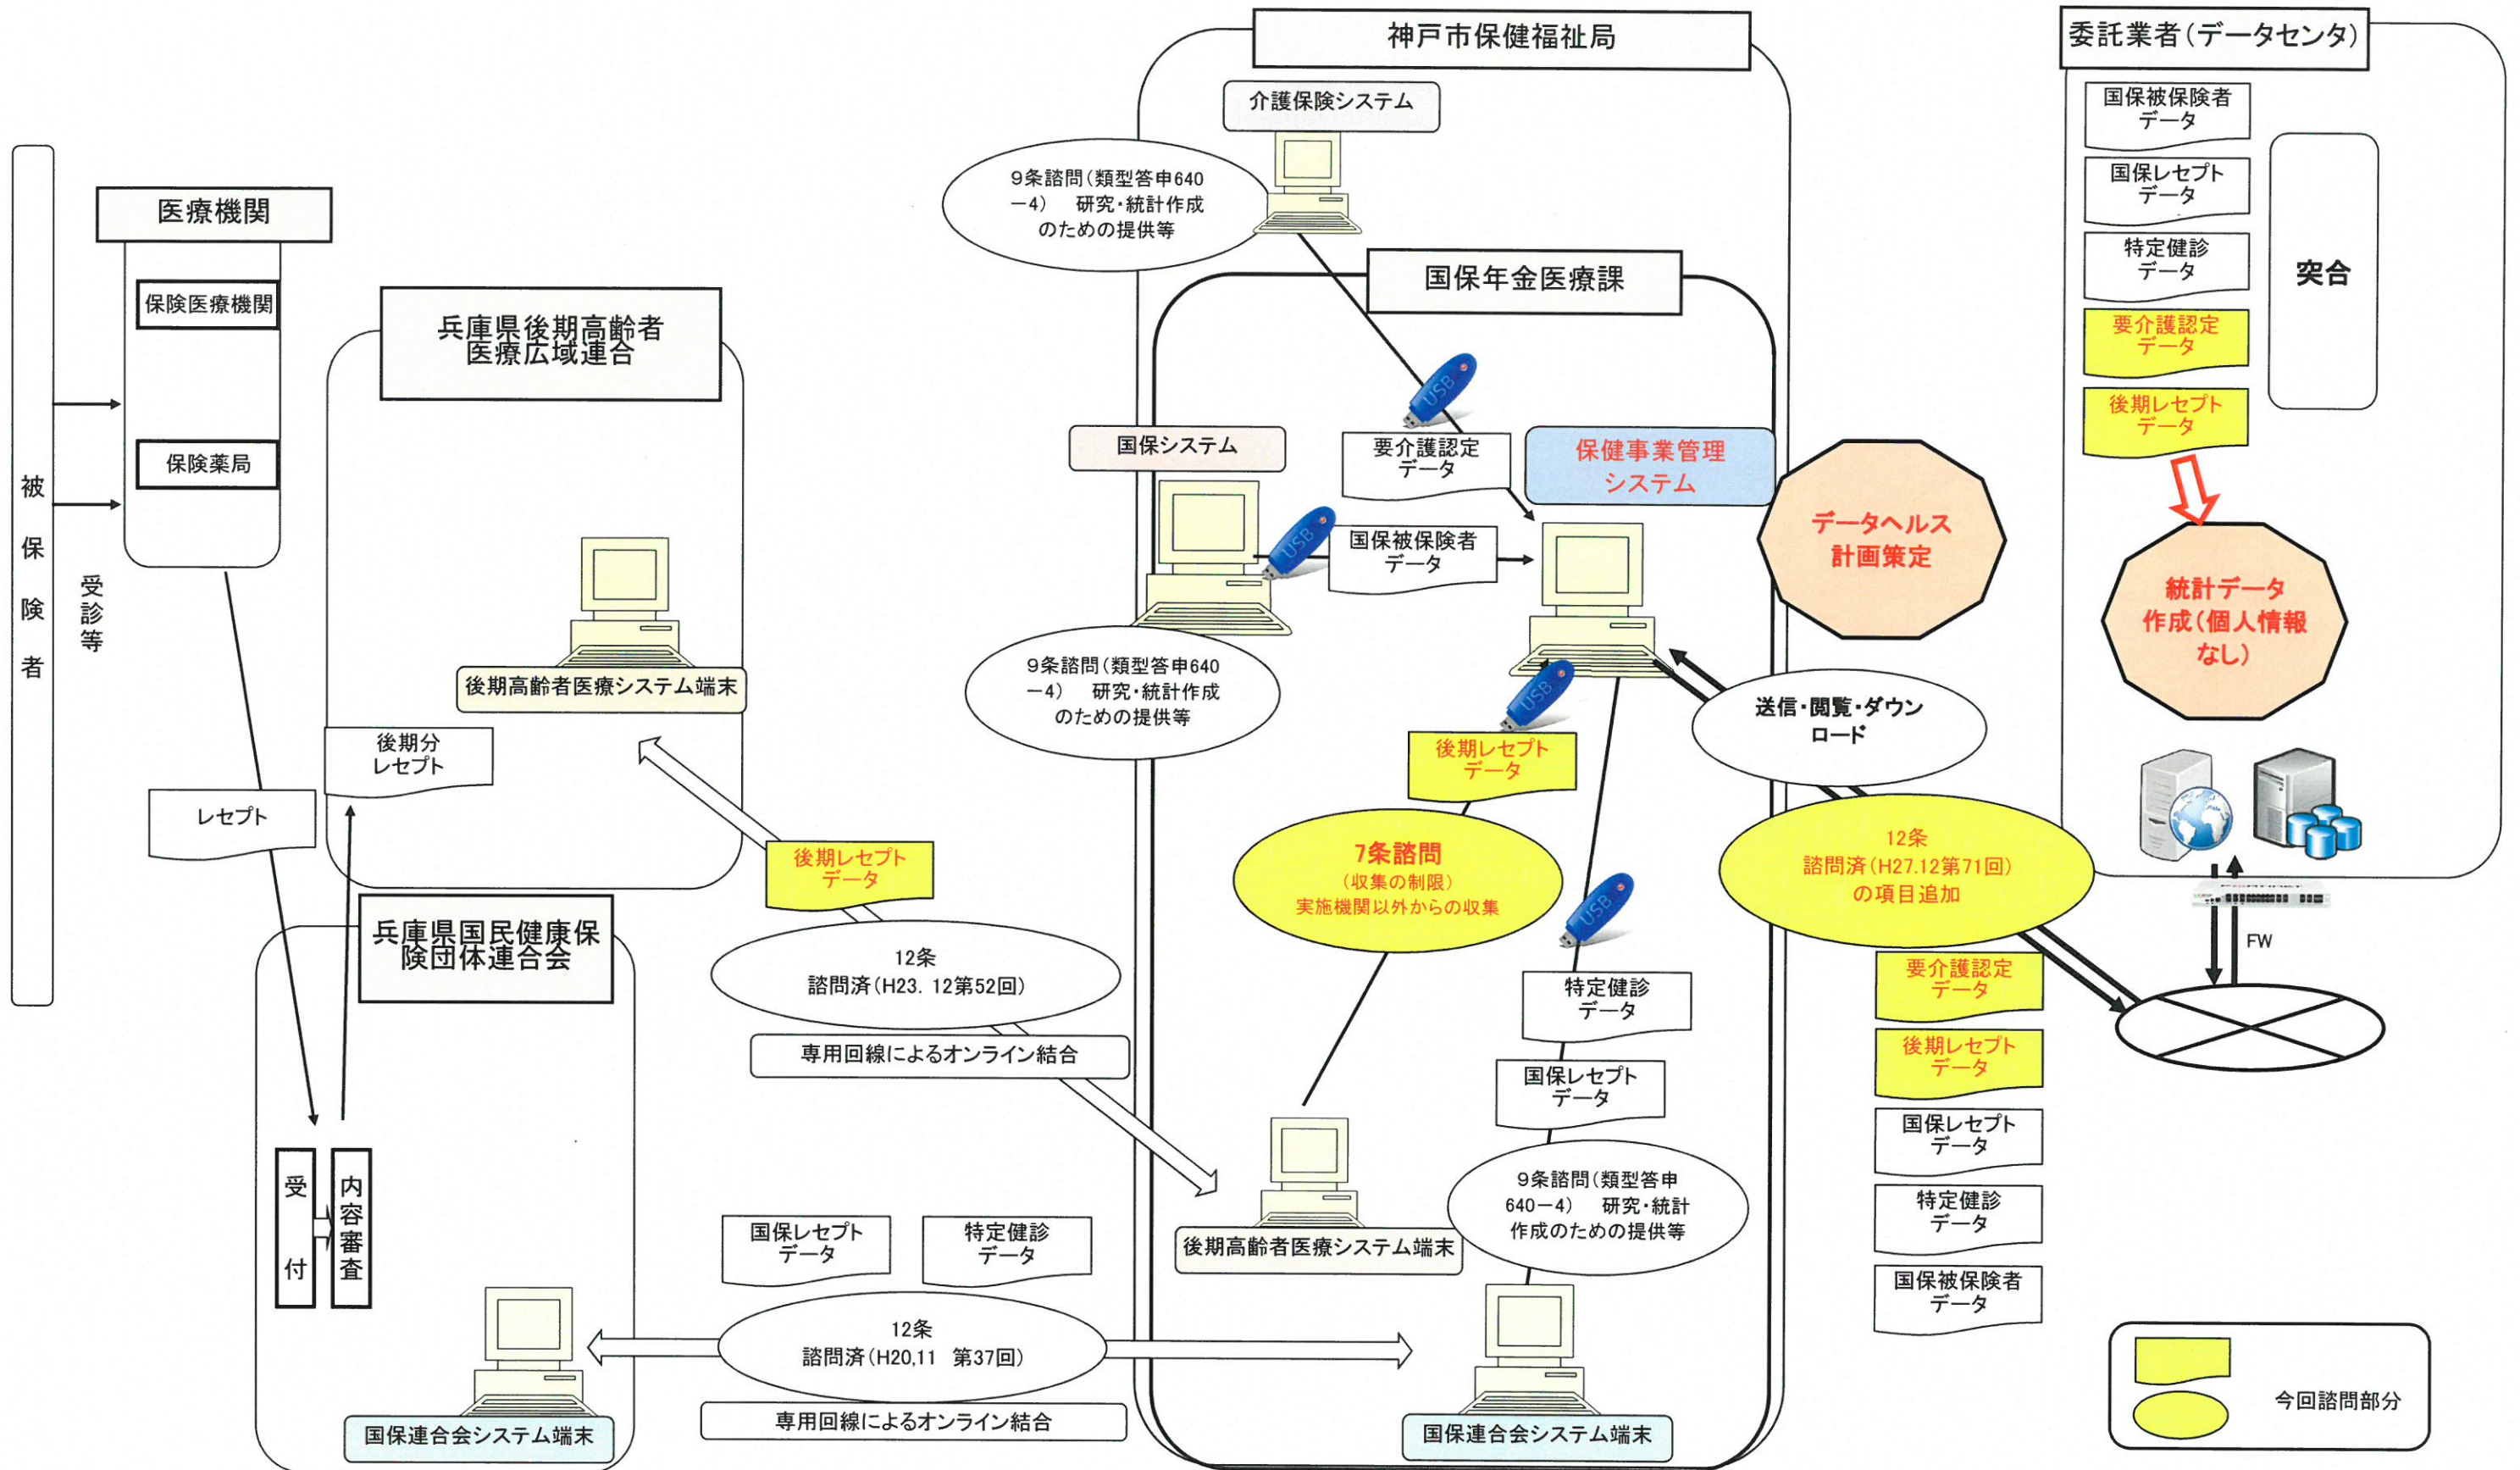 神戸市保健福祉局
委託業者(データセンタ)
介護保険システム
国保被保険者
データ
国保レセプト
データ
特定健診
データ
要介護認定
データ
後期レセプト
データ
突合
9条諮問(類型答申640
-4) 研究・統計作成
のための提供等
医療機関
保険医療機関
保険薬局
被保険者
受診等
兵庫県後期高齢者
医療広域連合
国保年金医療課
国保システム
USB
要介護認定
データ
保健事業管理
システム
データヘルス
計画策定
USB
国保被保険者
データ
統計データ
作成(個人情報
なし)
後期高齢者医療システム端末
9条諮問(類型答申640
-4) 研究・統計作成
のための提供等
USB
送信・閲覧・ダウン
ロード
後期分
レセプト
レセプト
後期レセプト
データ
後期レセプト
データ
7条諮問
(収集の制限)
実施機関以外からの収集
12条
諮問済(H27.12第71回)
の項目追加
USB
FORTINET
FW
兵庫県国民健康保
険団体連合会
12条
諮問済(H23. 12第52回)
専用回線によるオンライン結合
特定健診
データ
国保レセプト
データ
要介護認定
データ
後期レセプト
データ
国保レセプト
データ
特定健診
データ
国保被保険者
データ
受付
内容審査
国保レセプト
データ
特定健診
データ
後期高齢者医療システム端末
9条諮問(類型答申
640-4) 研究・統計
作成のための提供等
12条
諮問済(H20,11 第37回)
専用回線によるオンライン結合
国保連合会システム端末
国保連合会システム端末
今回諮問部分